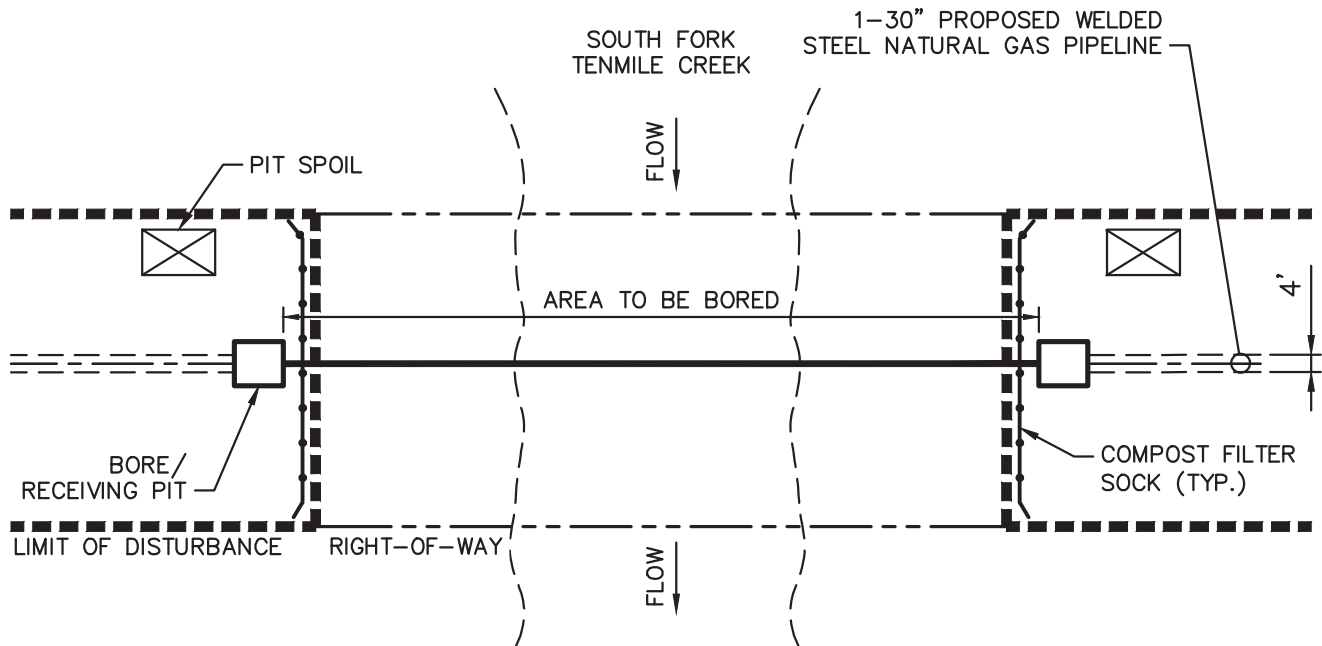 1-30" PROPOSED WELDED
STEEL NATURAL GAS PIPELINE
SOUTH FORK
TENMILE CREEK
FLOW
PIT SPOIL
AREA TO BE BORED
4'
BORE/
RECEIVING PIT
COMPOST FILTER
SOCK (TYP.)
LIMIT OF DISTURBANCE
RIGHT-OF-WAY
FLOW